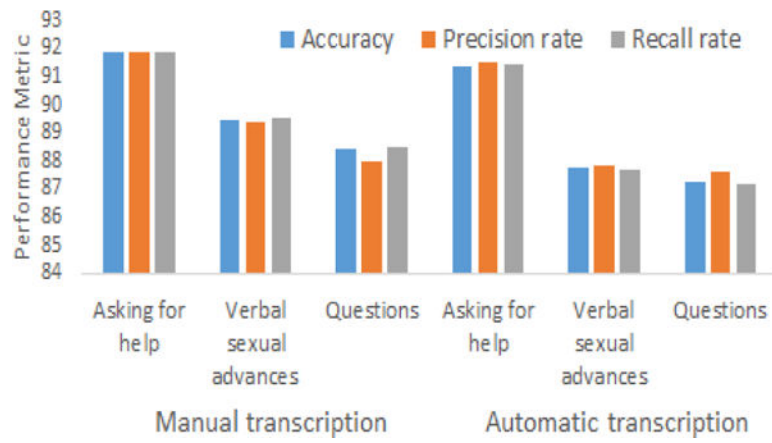 Performance Metric
93
92
91
90
89
88
87
86
85
84
Accuracy Precision rate Recall rate
Asking for help
Verbal sexual advances
Questions
Asking for help
Verbal sexual advances
Questions
Manual transcription
Automatic transcription